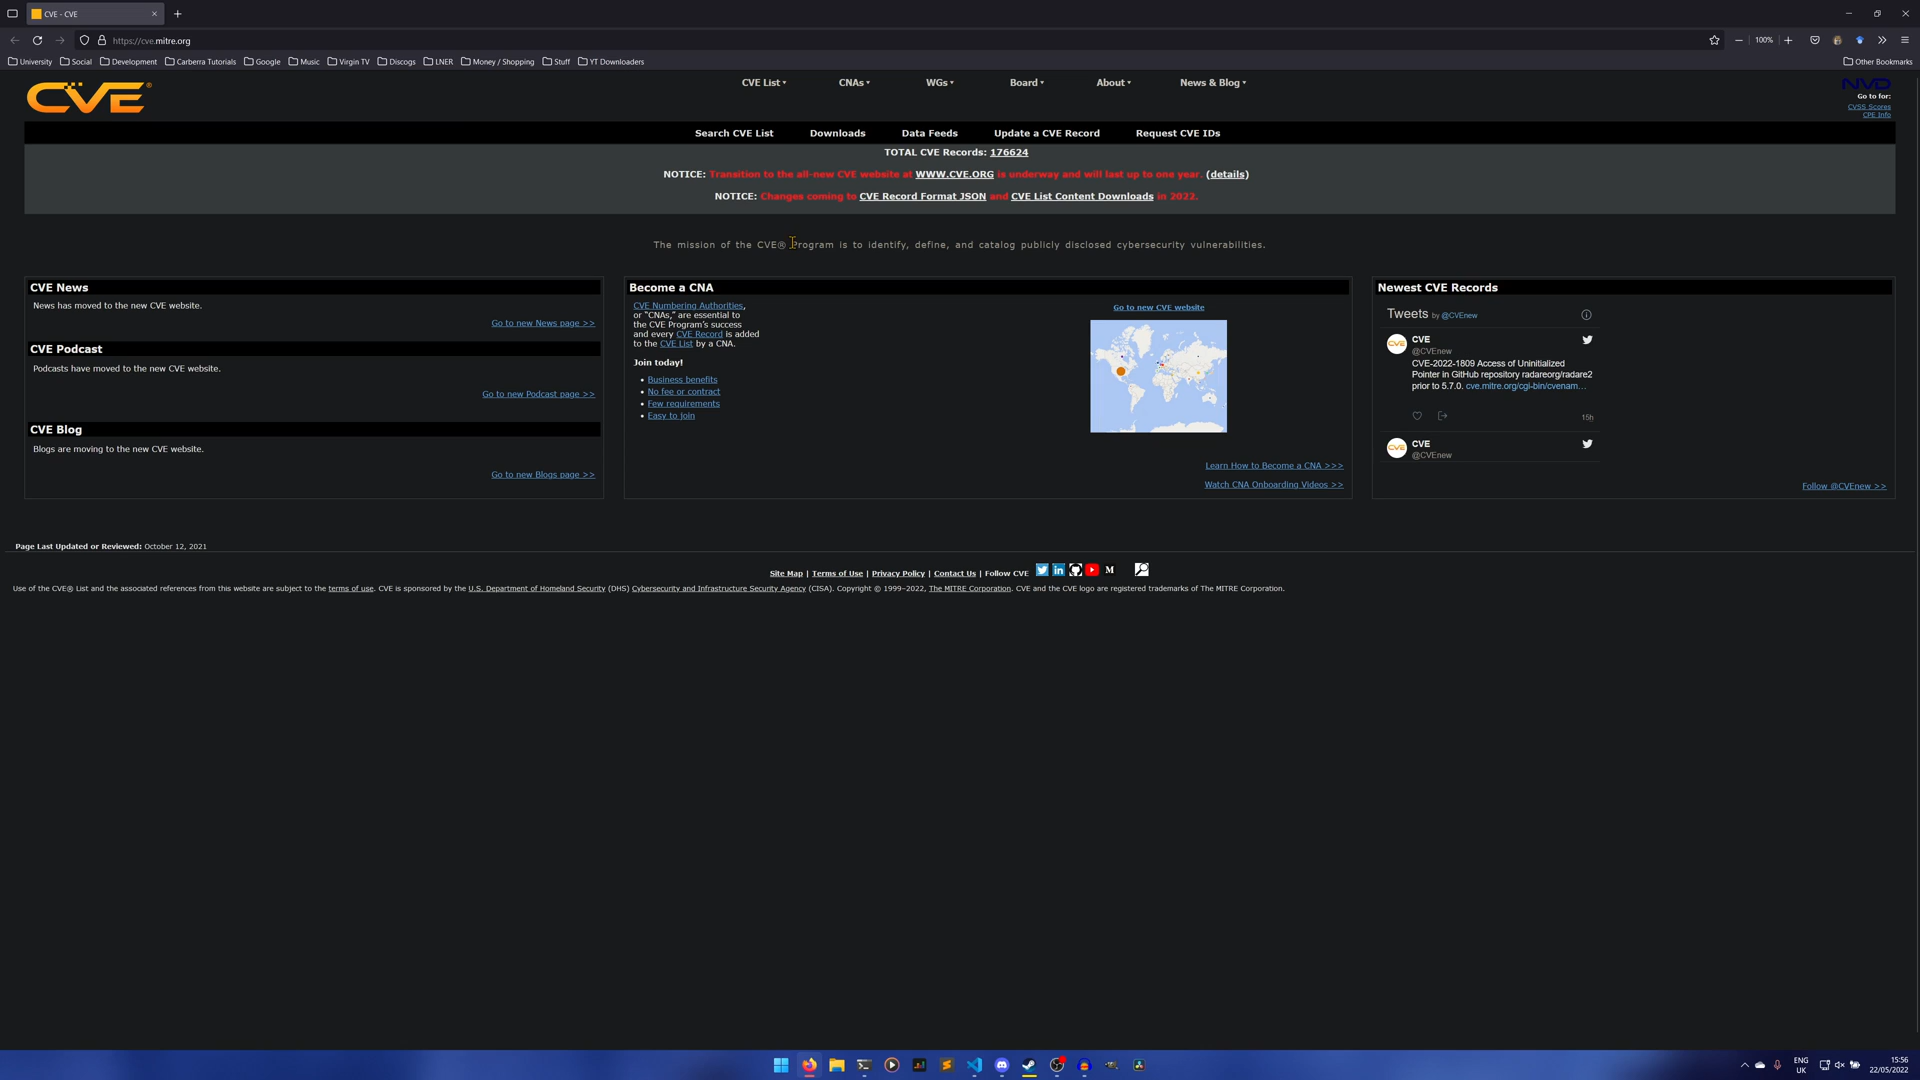 CVE - CVE
https://cve.mitre.org
100%
University Social Development Carberra Tutorials Google Music Virgin TV Discogs LNER Money / Shopping Stuff YT Downloaders Other Bookmarks
CVE®
CVE List CNAs WGs Board About News & Blog
NVD
Go to for:
CVSS Scores
CPE Info
Search CVE List Downloads Data Feeds Update a CVE Record Request CVE IDs
TOTAL CVE Records: 176624
NOTICE: Transition to the all-new CVE website at WWW.CVE.ORG is underway and will last up to one year. (details)
NOTICE: Changes coming to CVE Record Format JSON and CVE List Content Downloads in 2022.
The mission of the CVE® Program is to identify, define, and catalog publicly disclosed cybersecurity vulnerabilities.
CVE News
News has moved to the new CVE website.
Go to new News page >>
CVE Podcast
Podcasts have moved to the new CVE website.
Go to new Podcast page >>
CVE Blog
Blogs are moving to the new CVE website.
Go to new Blogs page >>
Become a CNA
CVE Numbering Authorities,
or “CNAs,” are essential to
the CVE Program’s success
and every CVE Record is added
to the CVE List by a CNA.
Join today!
• Business benefits
• No fee or contract
• Few requirements
• Easy to join
Go to new CVE website
Learn How to Become a CNA >>>
Watch CNA Onboarding Videos >>
Newest CVE Records
Tweets by @CVEnew
CVE
@CVEnew
CVE-2022-1809 Access of Uninitialized
Pointer in GitHub repository radareorg/radare2
prior to 5.7.0. cve.mitre.org/cgi-bin/cvenam…
15h
CVE
@CVEnew
Follow @CVEnew >>
Page Last Updated or Reviewed: October 12, 2021
Site Map | Terms of Use | Privacy Policy | Contact Us | Follow CVE
Use of the CVE® List and the associated references from this website are subject to the terms of use. CVE is sponsored by the U.S. Department of Homeland Security (DHS) Cybersecurity and Infrastructure Security Agency (CISA). Copyright © 1999–2022, The MITRE Corporation. CVE and the CVE logo are registered trademarks of The MITRE Corporation.
ENG
UK
15:56
22/05/2022